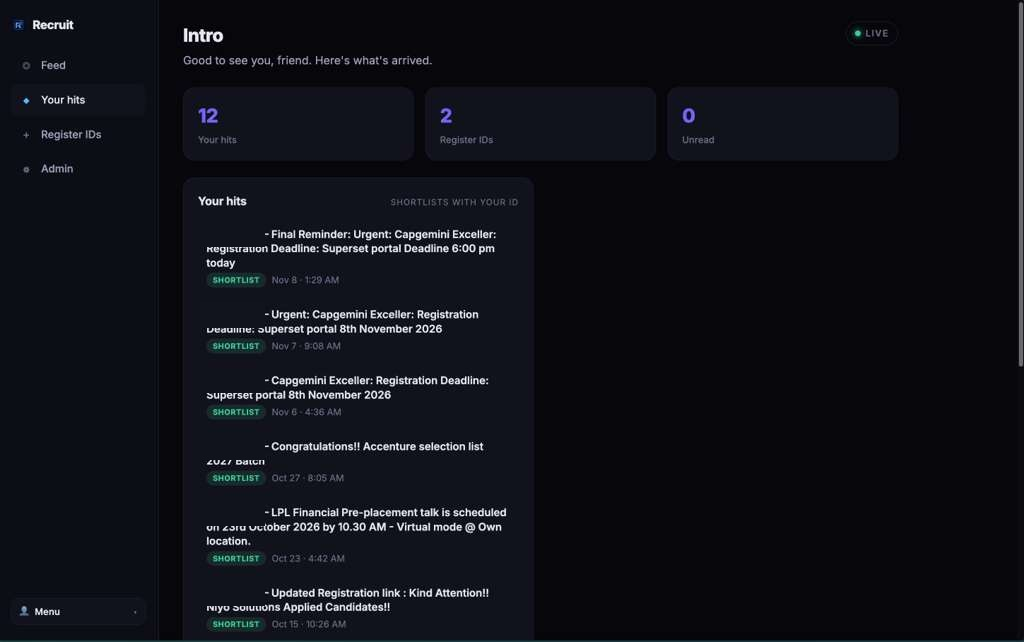 Recruit
Feed
Your hits
Register IDs
Admin
Menu
Intro
Good to see you, friend. Here's what's arrived.
LIVE
12
Your hits
2
Register IDs
0
Unread
Your hits
SHORTLISTS WITH YOUR ID
- Final Reminder: Urgent: Capgemini Exceller:
Registration Deadline: Superset portal Deadline 6:00 pm
today
SHORTLIST Nov 8 · 1:29 AM
- Urgent: Capgemini Exceller: Registration
Deadline: Superset portal 8th November 2026
SHORTLIST Nov 7 · 9:08 AM
- Capgemini Exceller: Registration Deadline:
Superset portal 8th November 2026
SHORTLIST Nov 6 · 4:36 AM
- Congratulations!! Accenture selection list
2027 Batch
SHORTLIST Oct 27 · 8:05 AM
- LPL Financial Pre-placement talk is scheduled
on 23rd October 2026 by 10.30 AM - Virtual mode @ Own
location.
SHORTLIST Oct 23 · 4:42 AM
- Updated Registration link : Kind Attention!!
Niyo Solutions Applied Candidates!!
SHORTLIST Oct 15 · 10:26 AM